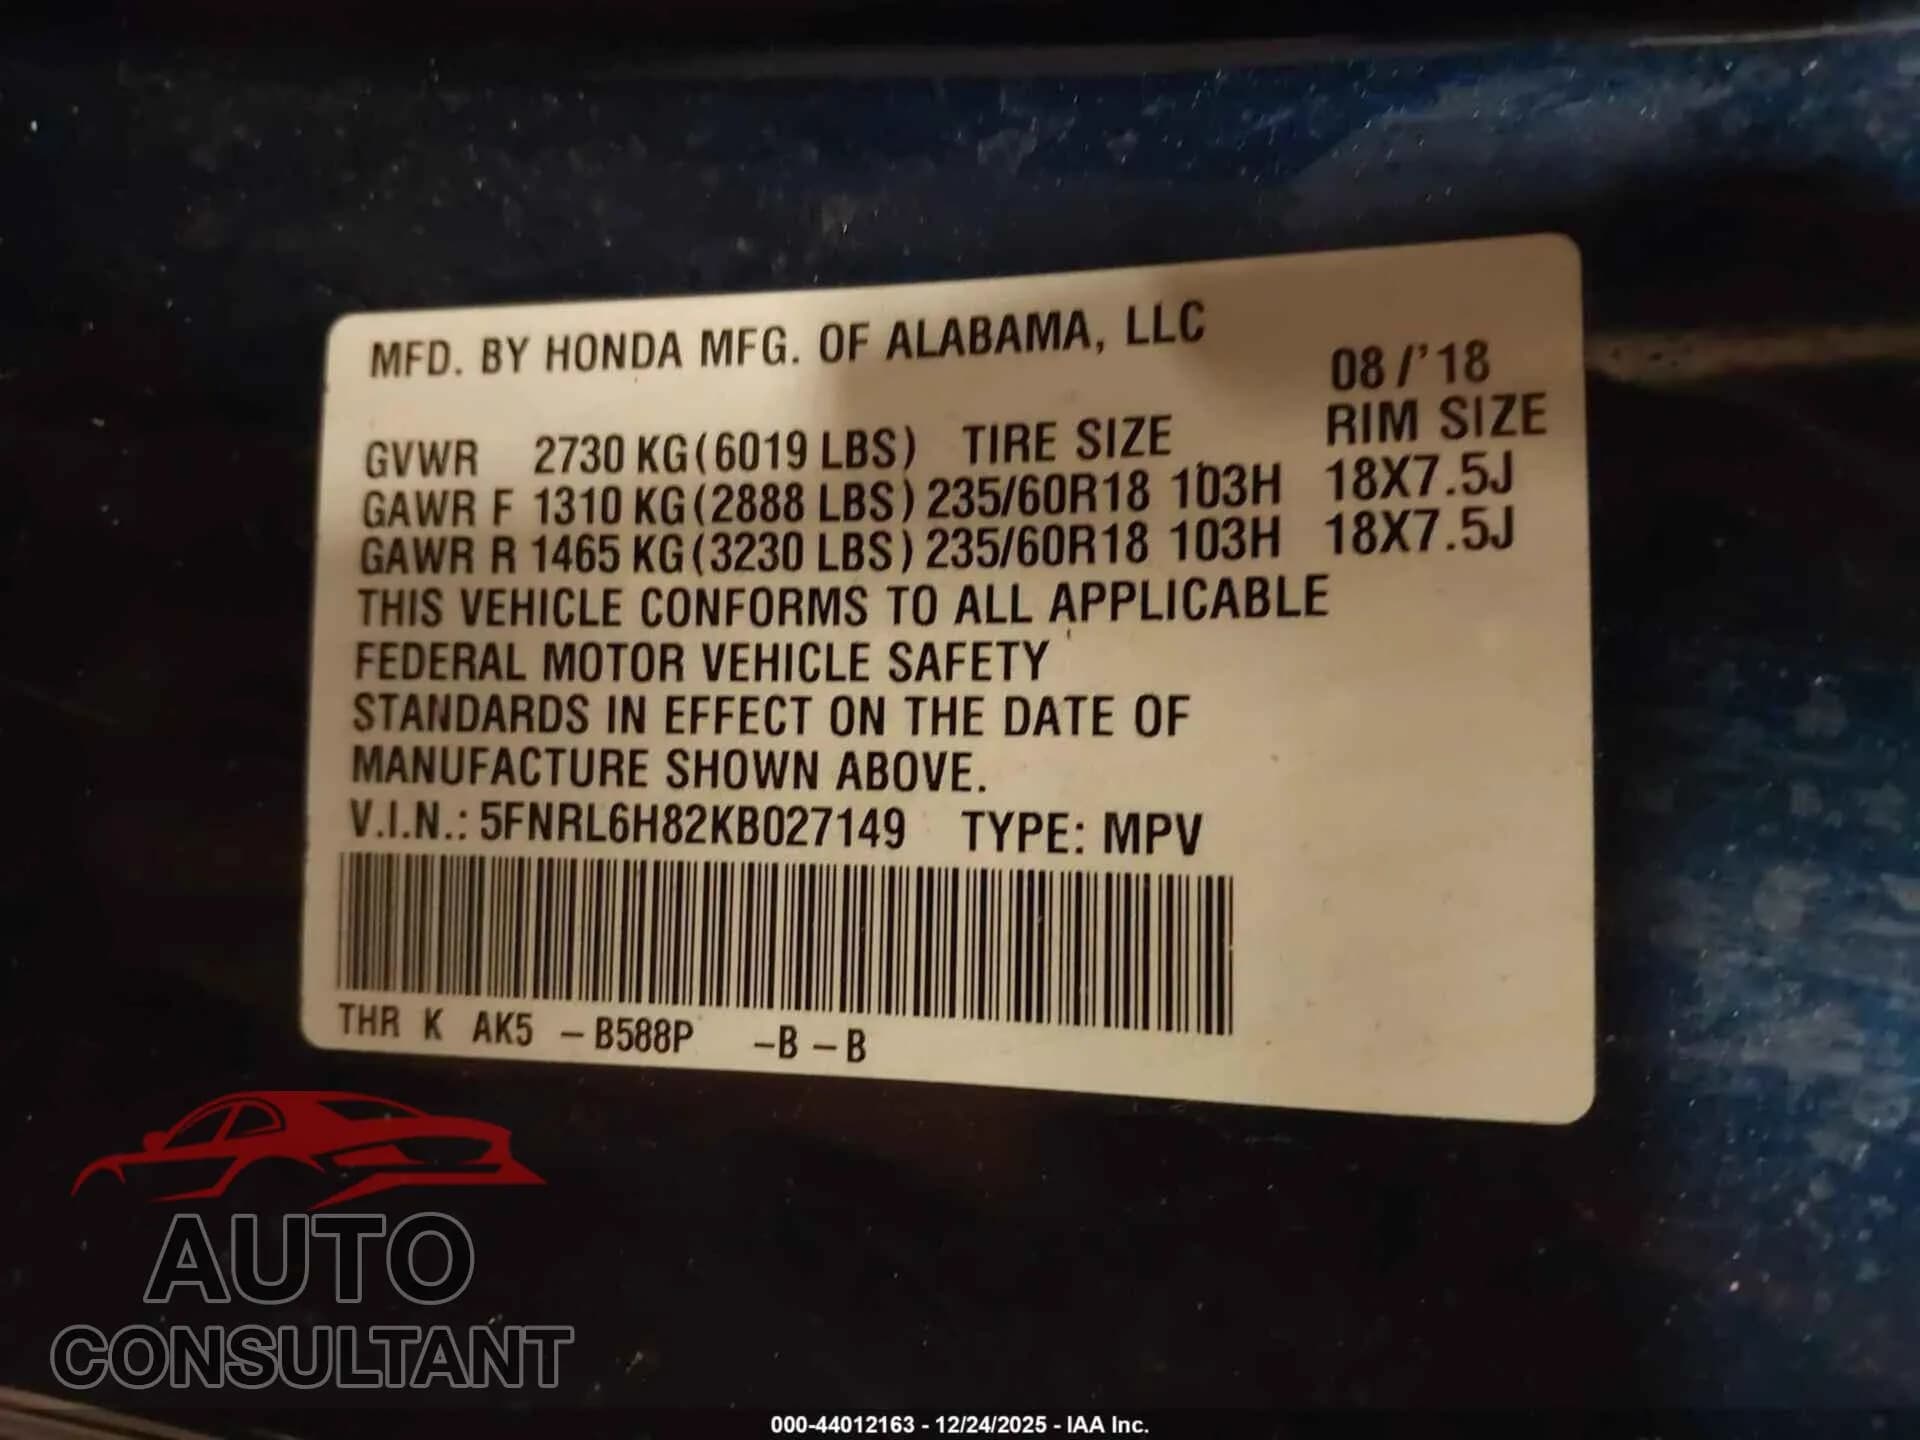 MFD. BY HONDA MFG. OF ALABAMA, LLC
08/'18
GVWR 2730 KG(6019 LBS) TIRE SIZE RIM SIZE
GAWR F 1310 KG(2888 LBS) 235/60R18 103H 18X7.5J
GAWR R 1465 KG(3230 LBS) 235/60R18 103H 18X7.5J
THIS VEHICLE CONFORMS TO ALL APPLICABLE
FEDERAL MOTOR VEHICLE SAFETY
STANDARDS IN EFFECT ON THE DATE OF
MANUFACTURE SHOWN ABOVE.
V.I.N.: 5FNRL6H82KB027149 TYPE: MPV
THR K AK5 -B588P -B-B
AUTO
CONSULTANT
000-44012163 - 12/24/2025 - IAA Inc.